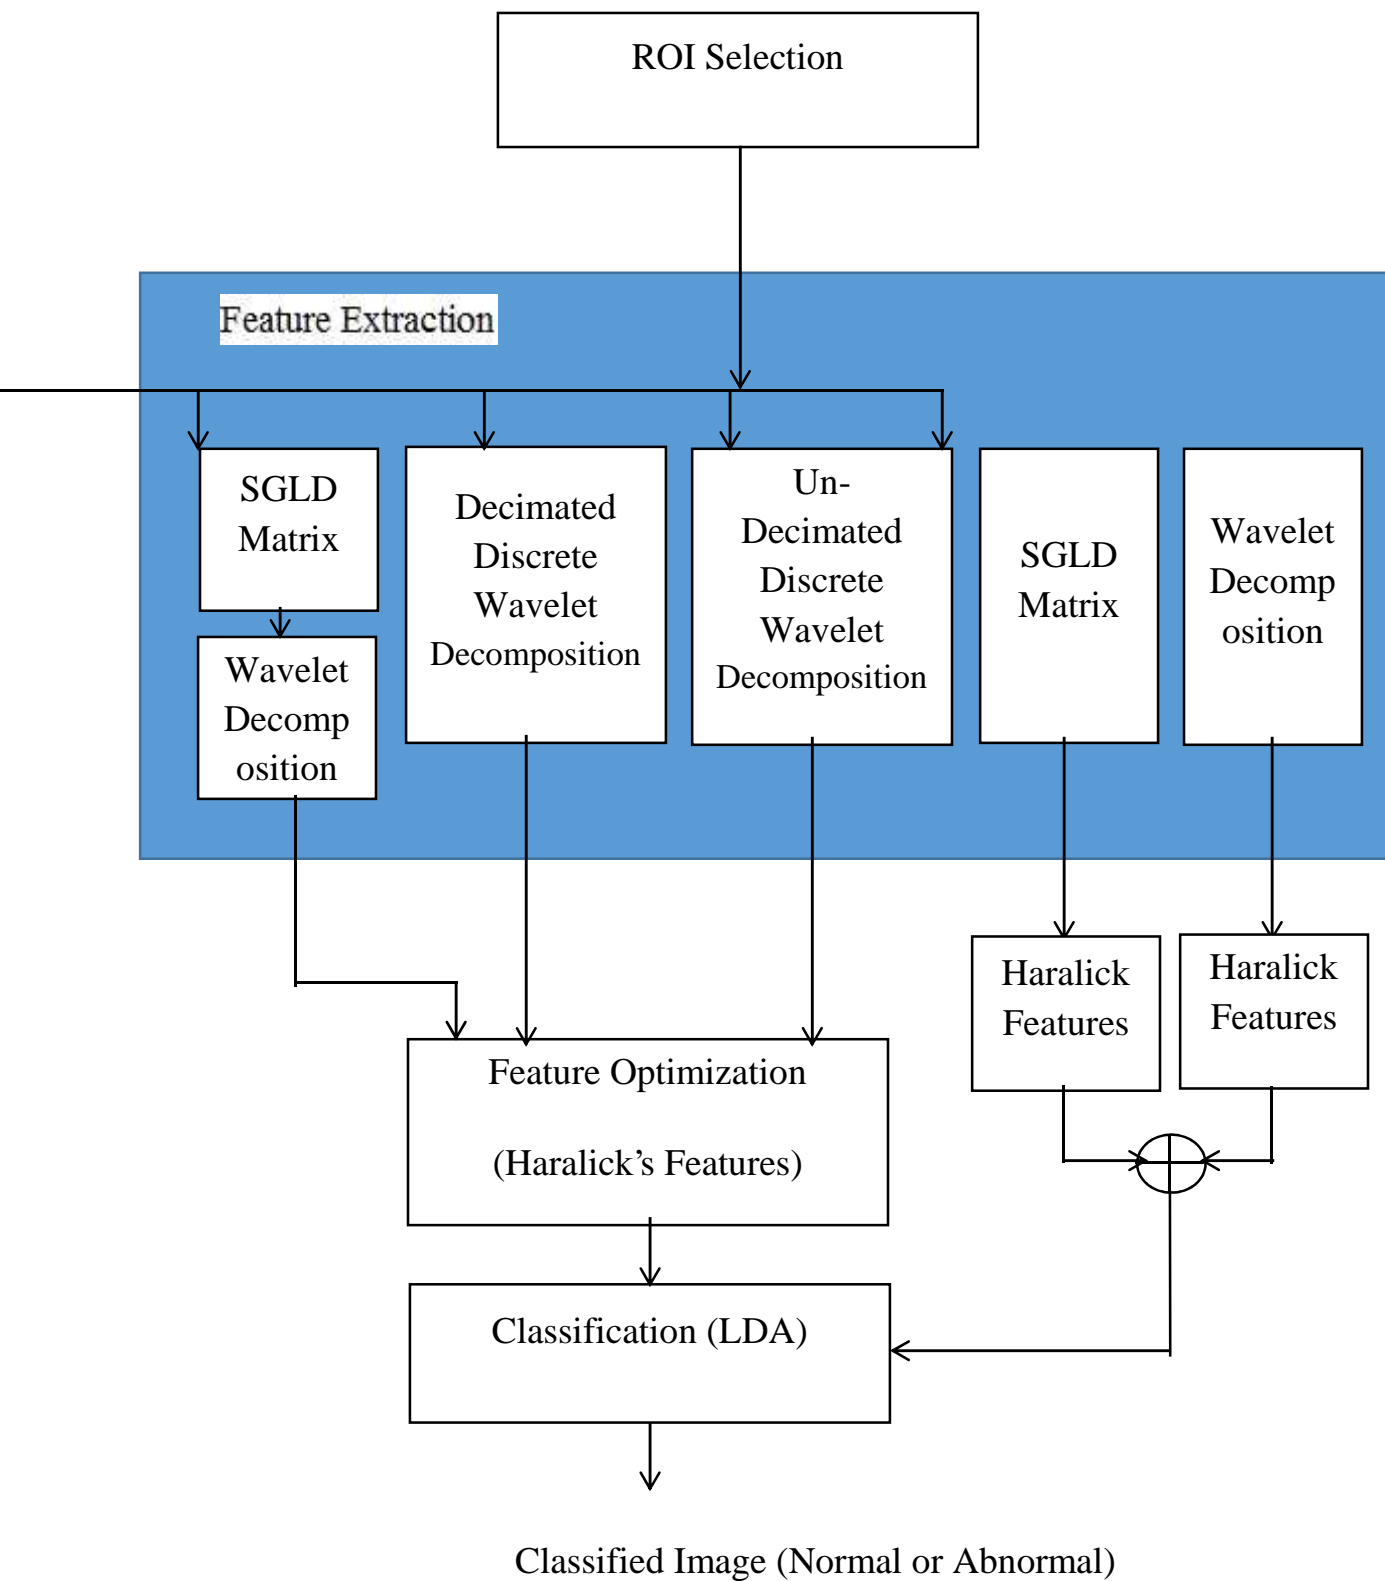 ROI Selection
Feature Extraction
SGLD
Matrix
Wavelet
Decomp
osition
Decimated
Discrete
Wavelet
Decomposition
Un-
Decimated
Discrete
Wavelet
Decomposition
SGLD
Matrix
Wavelet
Decomp
osition
Haralick
Features
Haralick
Features
Feature Optimization
(Haralick’s Features)
Classification (LDA)
Classified Image (Normal or Abnormal)